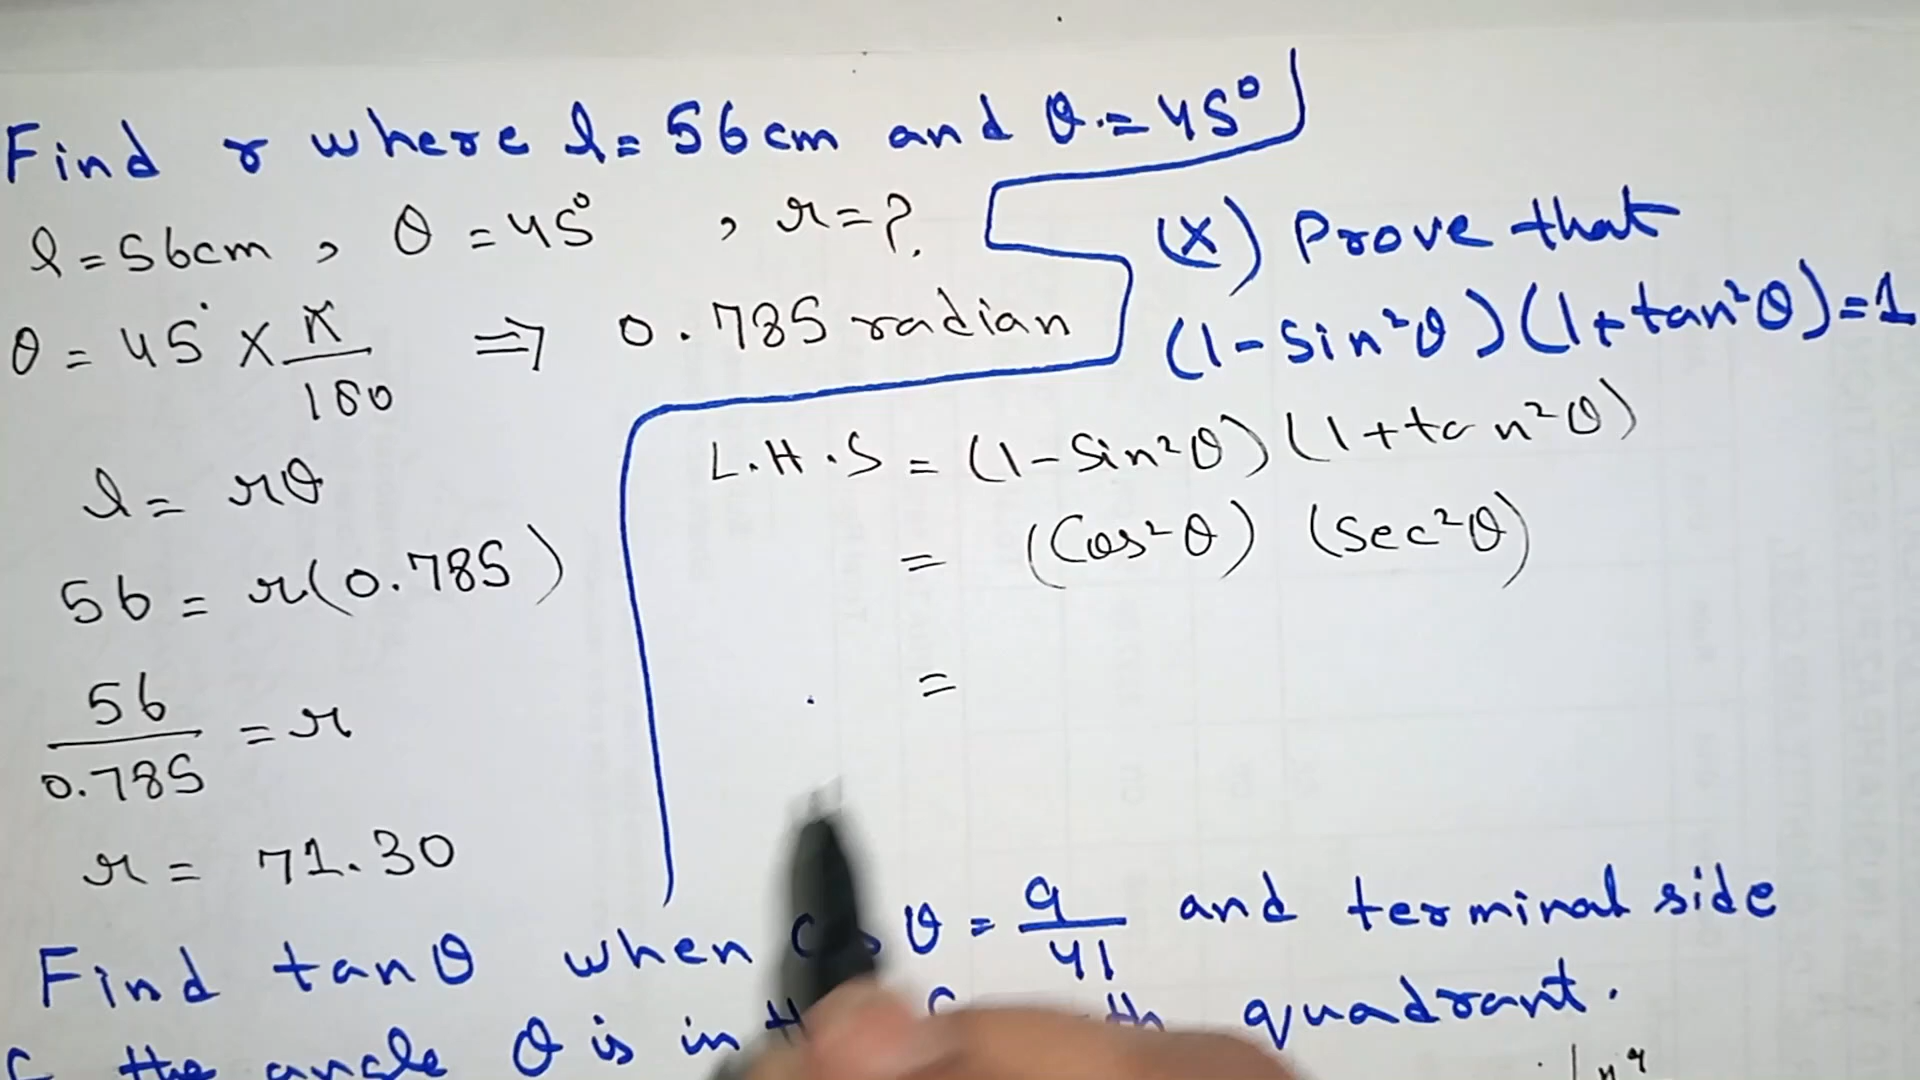 Find r where l = 56 cm and θ = 45°
l = 56cm , θ = 45° , r = ?
θ = 45° × π/180 ⇒ 0.785 radian
l = rθ
56 = r(0.785)
56/0.785 = r
r = 71.30
(X) Prove that
(1-Sin²θ)(1+tan²θ)=1
L.H.S = (1-Sin²θ)(1+tan²θ)
= (Cos²θ) (Sec²θ)
=
Find tanθ when θ = 9/41 and terminal side
the angle θ is in quadrant.